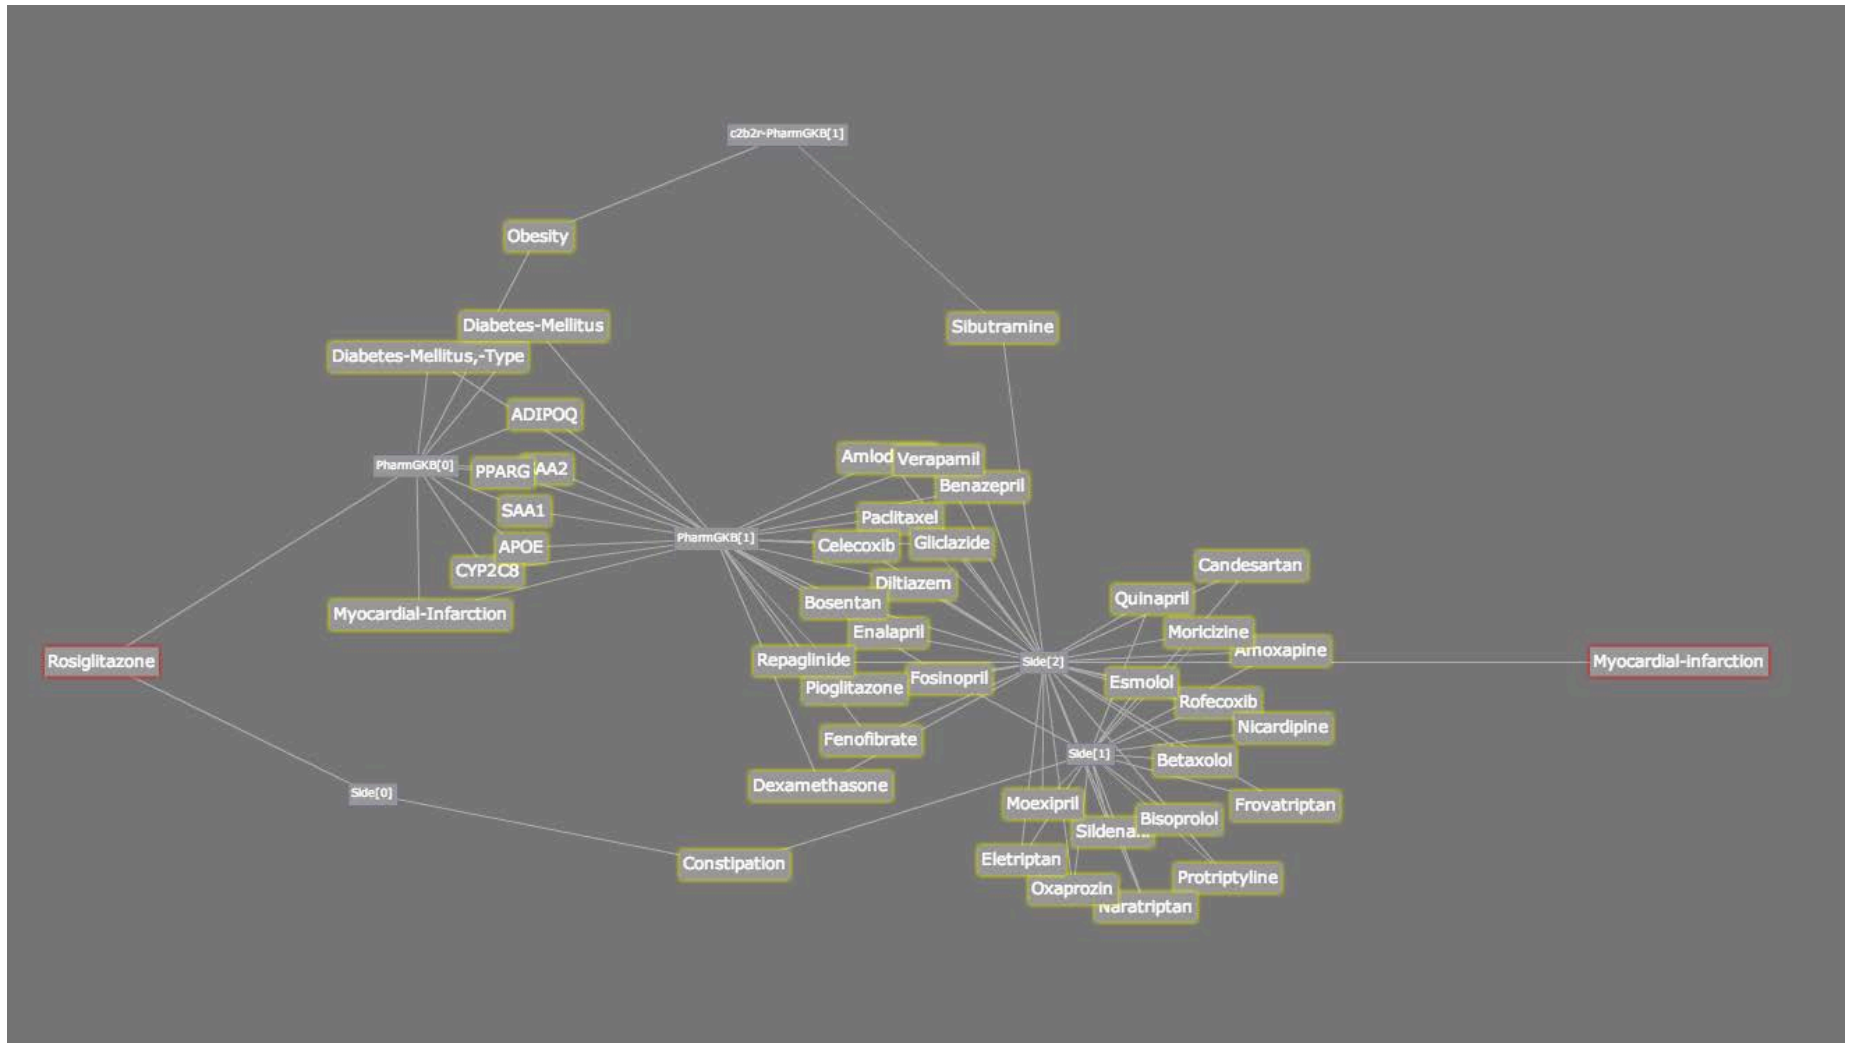 c2b2r-PharmGKB[1]
Obesity
Diabetes-Mellitus
Sibutramine
Diabetes-Mellitus,-Type
ADIPOQ
Amlod
Verapamil
PharmGKB[0]
PPARG
AA2
Benazepril
SAA1
Paclitaxel
PharmGKB[1]
Celecoxib
Gliclazide
APOE
CYP2C8
Candesartan
Diltiazem
Bosentan
Quinapril
Myocardial-Infarction
Enalapril
Moricizine
Amoxapine
Rosiglitazone
Repaglinide
Side[2]
Myocardial-infarction
Pioglitazone
Fosinopril
Esmolol
Rofecoxib
Nicardipine
Fenofibrate
Side[1]
Betaxolol
Dexamethasone
Side[0]
Moexipril
Frovatriptan
Bisoprolol
Sildena...
Constipation
Eletriptan
Protriptyline
Oxaprozin
Naratriptan